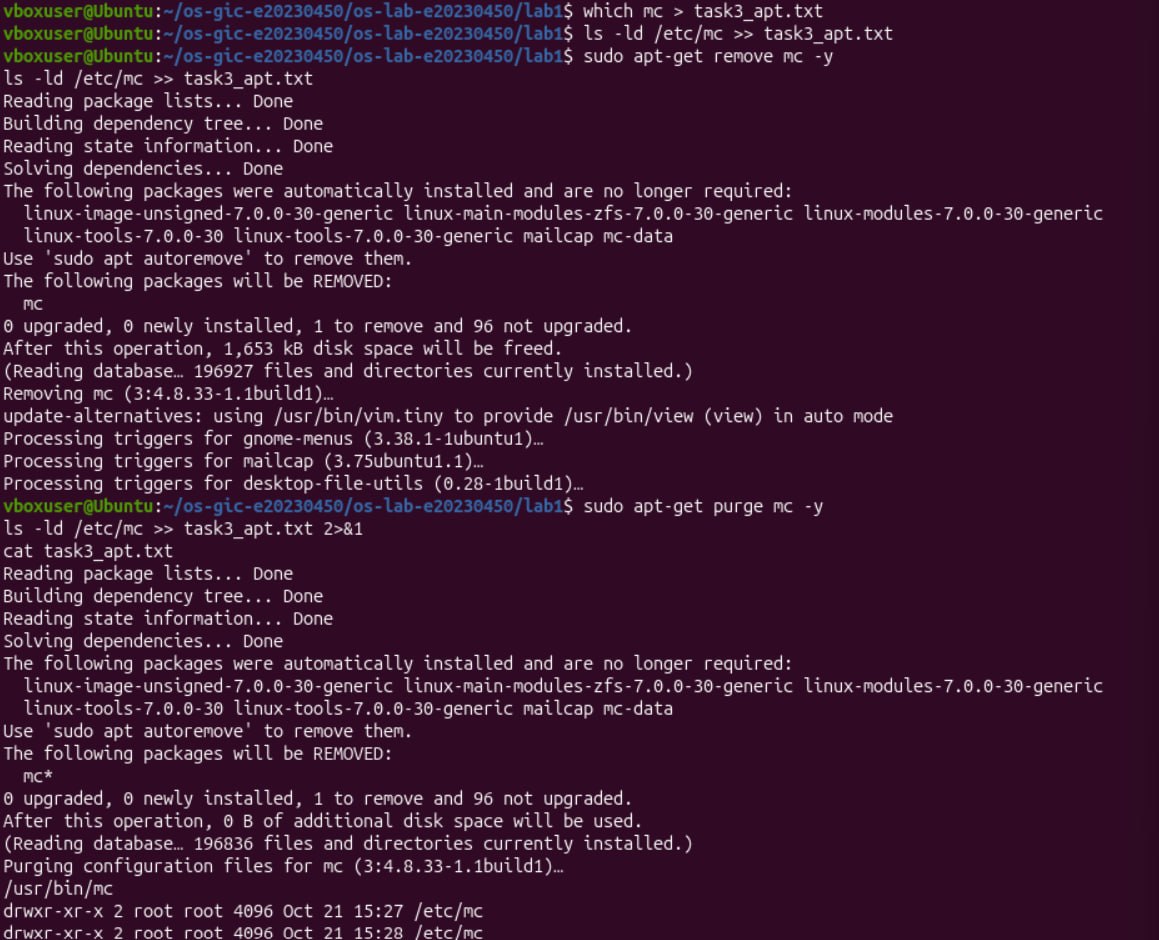 vboxuser@Ubuntu:~/os-gic-e20230450/os-lab-e20230450/lab1$ which mc > task3_apt.txt
vboxuser@Ubuntu:~/os-gic-e20230450/os-lab-e20230450/lab1$ ls -ld /etc/mc >> task3_apt.txt
vboxuser@Ubuntu:~/os-gic-e20230450/os-lab-e20230450/lab1$ sudo apt-get remove mc -y
ls -ld /etc/mc >> task3_apt.txt
Reading package lists... Done
Building dependency tree... Done
Reading state information... Done
Solving dependencies... Done
The following packages were automatically installed and are no longer required:
  linux-image-unsigned-7.0.0-30-generic linux-main-modules-zfs-7.0.0-30-generic linux-modules-7.0.0-30-generic
  linux-tools-7.0.0-30 linux-tools-7.0.0-30-generic mailcap mc-data
Use 'sudo apt autoremove' to remove them.
The following packages will be REMOVED:
  mc
0 upgraded, 0 newly installed, 1 to remove and 96 not upgraded.
After this operation, 1,653 kB disk space will be freed.
(Reading database… 196927 files and directories currently installed.)
Removing mc (3:4.8.33-1.1build1)…
update-alternatives: using /usr/bin/vim.tiny to provide /usr/bin/view (view) in auto mode
Processing triggers for gnome-menus (3.38.1-1ubuntu1)…
Processing triggers for mailcap (3.75ubuntu1.1)…
Processing triggers for desktop-file-utils (0.28-1build1)…
vboxuser@Ubuntu:~/os-gic-e20230450/os-lab-e20230450/lab1$ sudo apt-get purge mc -y
ls -ld /etc/mc >> task3_apt.txt 2>&1
cat task3_apt.txt
Reading package lists... Done
Building dependency tree... Done
Reading state information... Done
Solving dependencies... Done
The following packages were automatically installed and are no longer required:
  linux-image-unsigned-7.0.0-30-generic linux-main-modules-zfs-7.0.0-30-generic linux-modules-7.0.0-30-generic
  linux-tools-7.0.0-30 linux-tools-7.0.0-30-generic mailcap mc-data
Use 'sudo apt autoremove' to remove them.
The following packages will be REMOVED:
  mc*
0 upgraded, 0 newly installed, 1 to remove and 96 not upgraded.
After this operation, 0 B of additional disk space will be used.
(Reading database… 196836 files and directories currently installed.)
Purging configuration files for mc (3:4.8.33-1.1build1)…
/usr/bin/mc
drwxr-xr-x 2 root root 4096 Oct 21 15:27 /etc/mc
drwxr-xr-x 2 root root 4096 Oct 21 15:28 /etc/mc